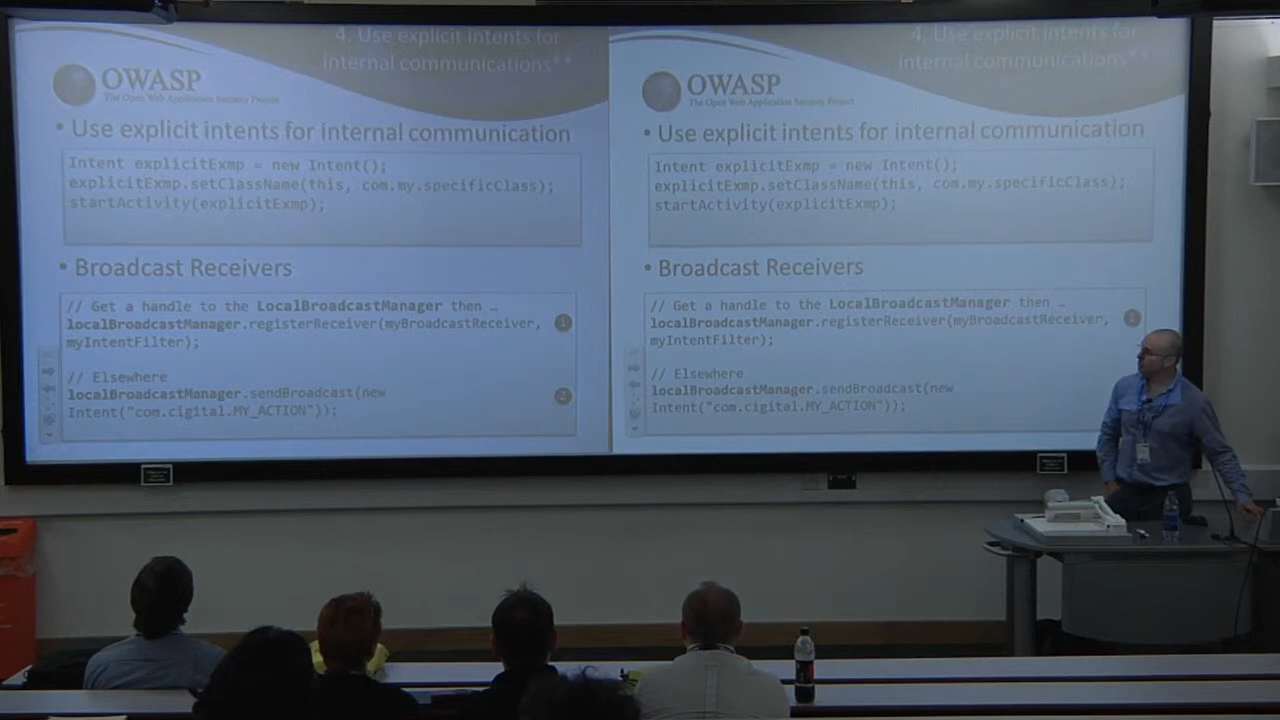 4. Use explicit intents for
internal communications**
OWASP
The Open Web Application Security Project
• Use explicit intents for internal communication
Intent explicitExmp = new Intent();
explicitExmp.setClassName(this, com.my.specificClass);
startActivity(explicitExmp);
• Broadcast Receivers
// Get a handle to the LocalBroadcastManager then …
localBroadcastManager.registerReceiver(myBroadcastReceiver,
myIntentFilter);
1
// Elsewhere
localBroadcastManager.sendBroadcast(new
Intent("com.cigital.MY_ACTION"));
2
4. Use explicit intents for
internal communications**
OWASP
The Open Web Application Security Project
• Use explicit intents for internal communication
Intent explicitExmp = new Intent();
explicitExmp.setClassName(this, com.my.specificClass);
startActivity(explicitExmp);
• Broadcast Receivers
// Get a handle to the LocalBroadcastManager then …
localBroadcastManager.registerReceiver(myBroadcastReceiver,
myIntentFilter);
1
// Elsewhere
localBroadcastManager.sendBroadcast(new
Intent("com.cigital.MY_ACTION"));